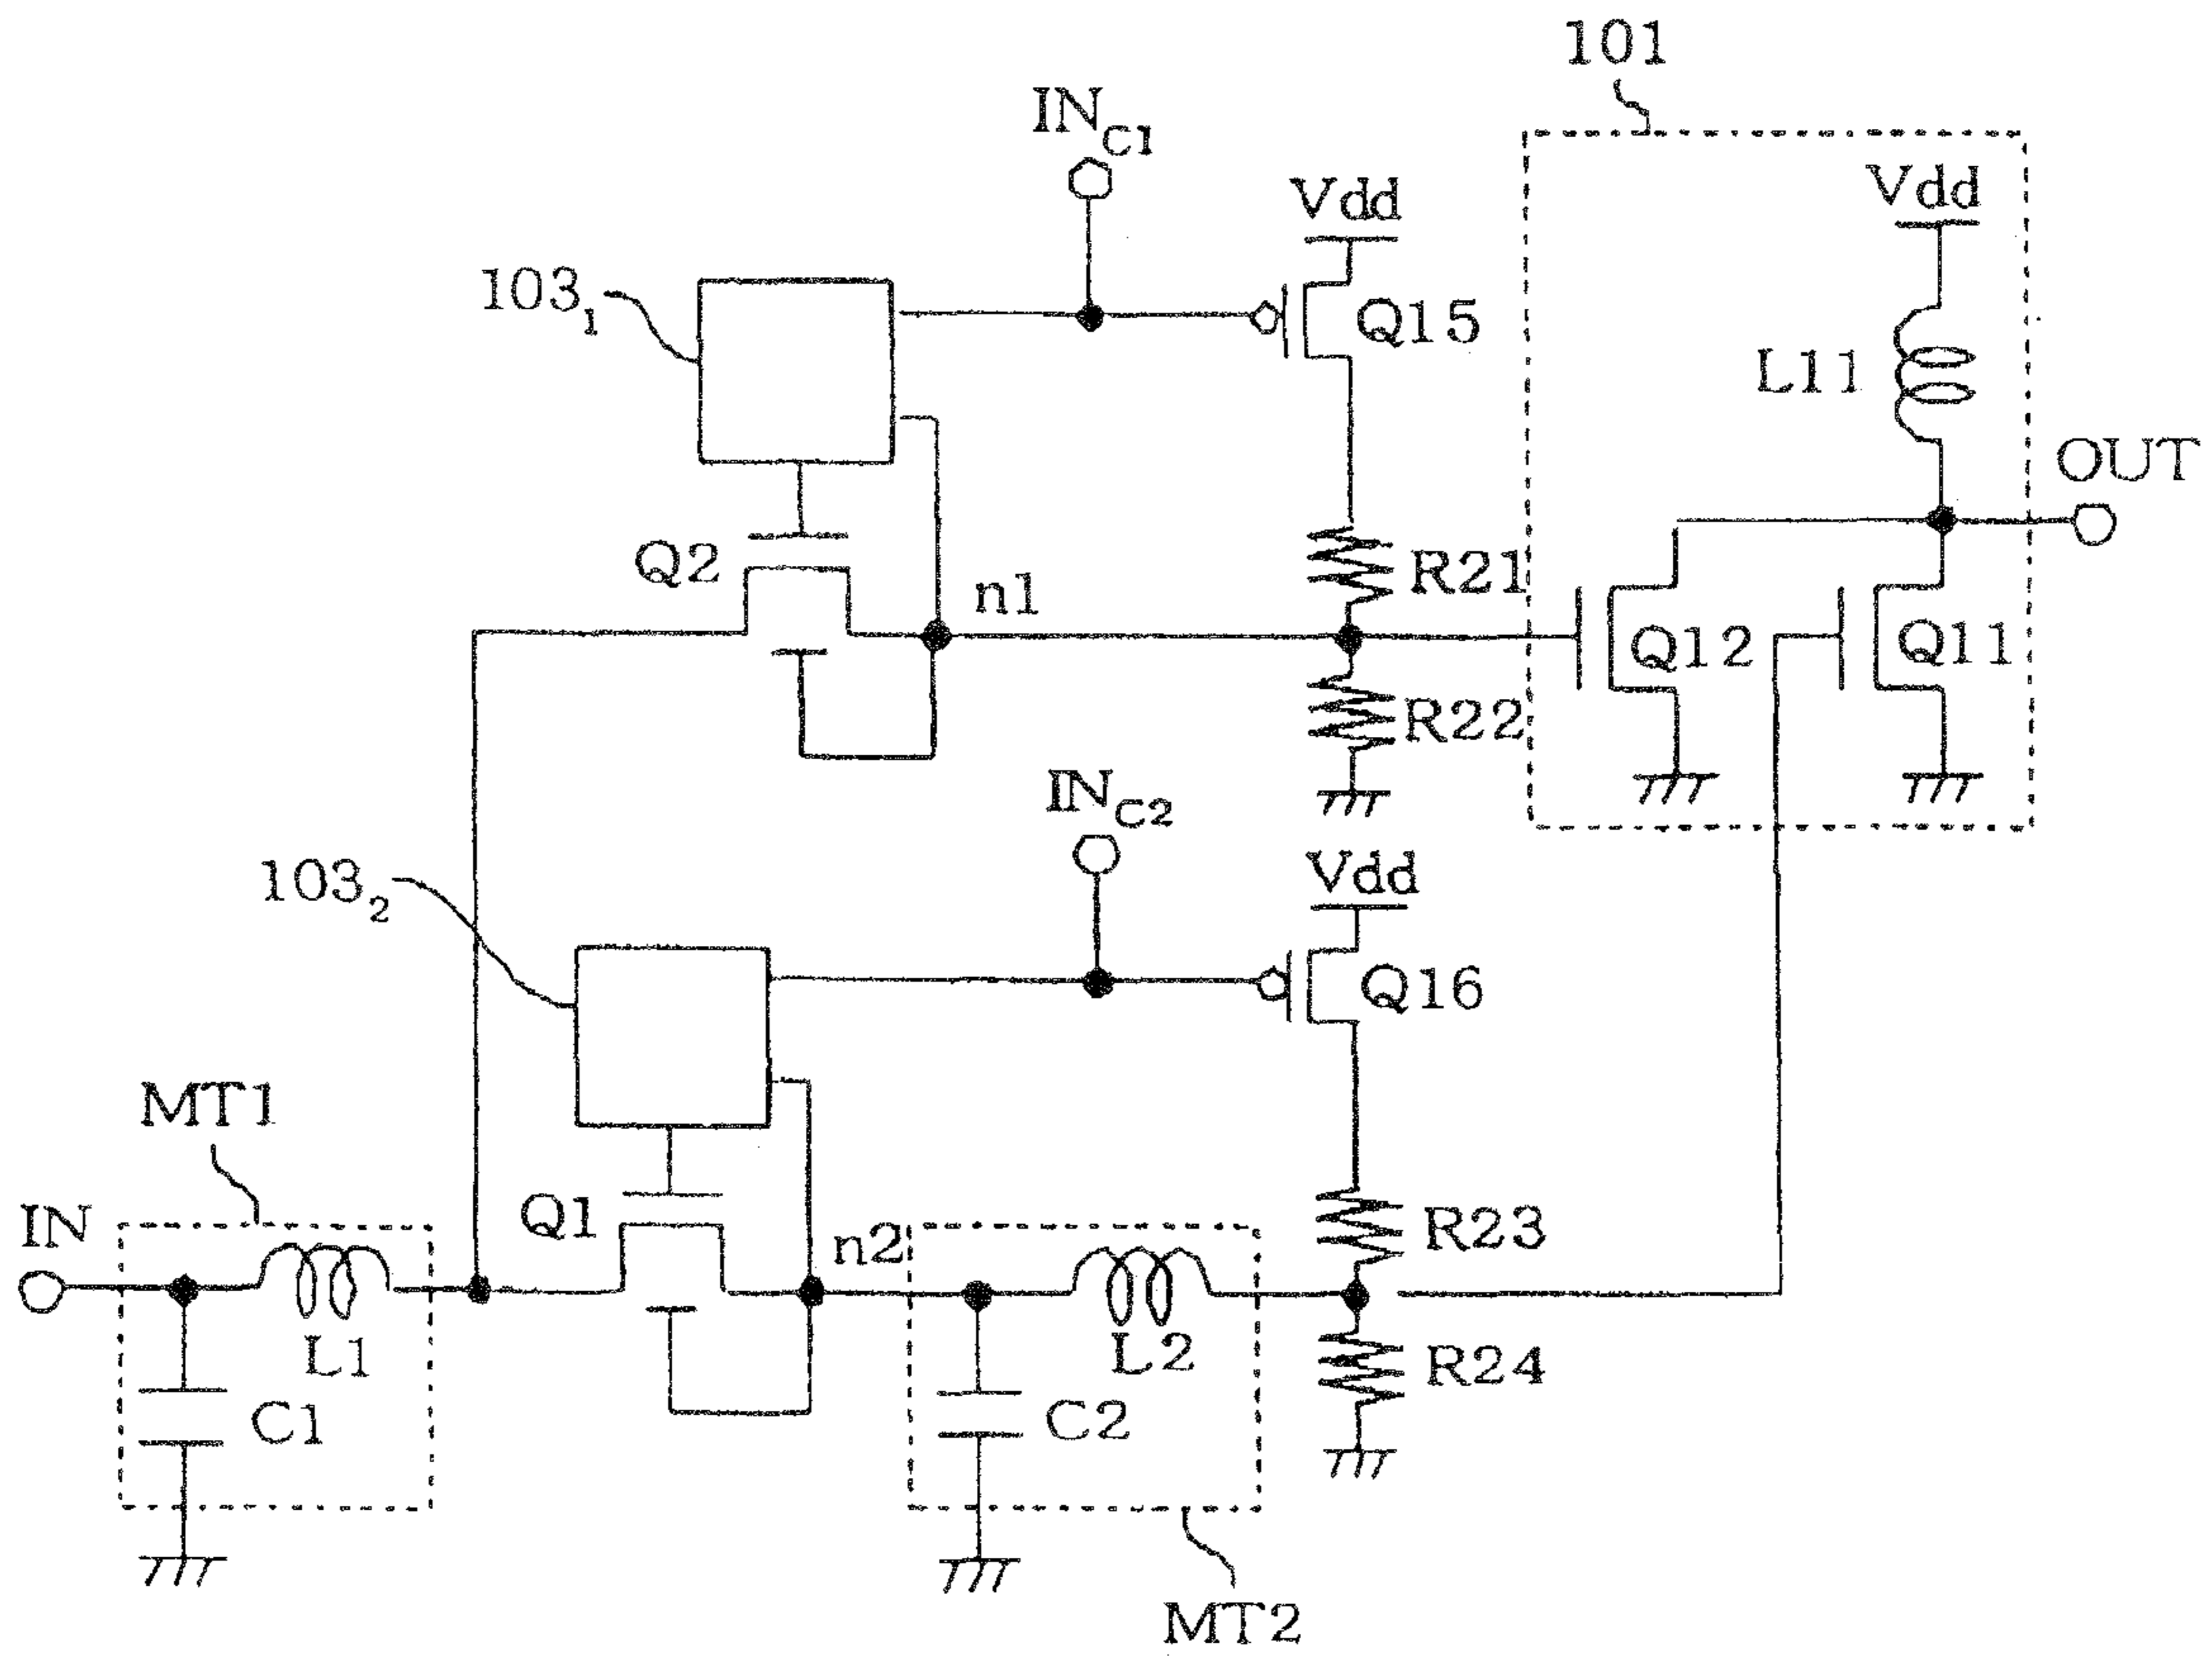 101
IN_C1
Vdd
Vdd
103_1
Q15
L11
OUT
Q2
n1
R21
Q12
Q11
R22
IN_C2
Vdd
103_2
Q16
MT1
IN
Q1
n2
R23
L1
L2
R24
C1
C2
MT2